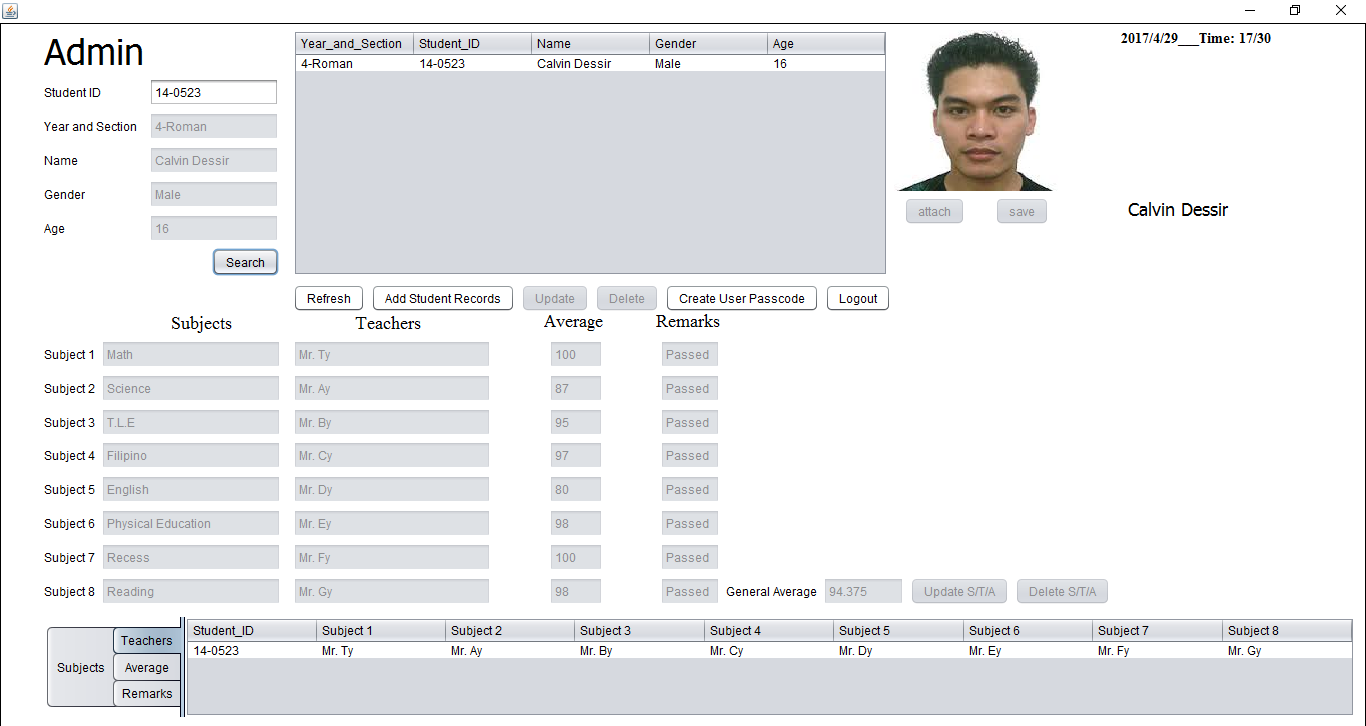 Admin
2017/4/29___Time: 17/30
Year_and_Section Student_ID Name Gender Age
4-Roman 14-0523 Calvin Dessir Male 16
Student ID 14-0523
Year and Section 4-Roman
Name Calvin Dessir
Gender Male
Age 16
Search
attach save
Calvin Dessir
Refresh Add Student Records Update Delete Create User Passcode Logout
Subjects Teachers Average Remarks
Subject 1 Math Mr. Ty 100 Passed
Subject 2 Science Mr. Ay 87 Passed
Subject 3 T.L.E Mr. By 95 Passed
Subject 4 Filipino Mr. Cy 97 Passed
Subject 5 English Mr. Dy 80 Passed
Subject 6 Physical Education Mr. Ey 98 Passed
Subject 7 Recess Mr. Fy 100 Passed
Subject 8 Reading Mr. Gy 98 Passed General Average 94.375 Update S/T/A Delete S/T/A
Subjects
Teachers
Average
Remarks
Student_ID Subject 1 Subject 2 Subject 3 Subject 4 Subject 5 Subject 6 Subject 7 Subject 8
14-0523 Mr. Ty Mr. Ay Mr. By Mr. Cy Mr. Dy Mr. Ey Mr. Fy Mr. Gy